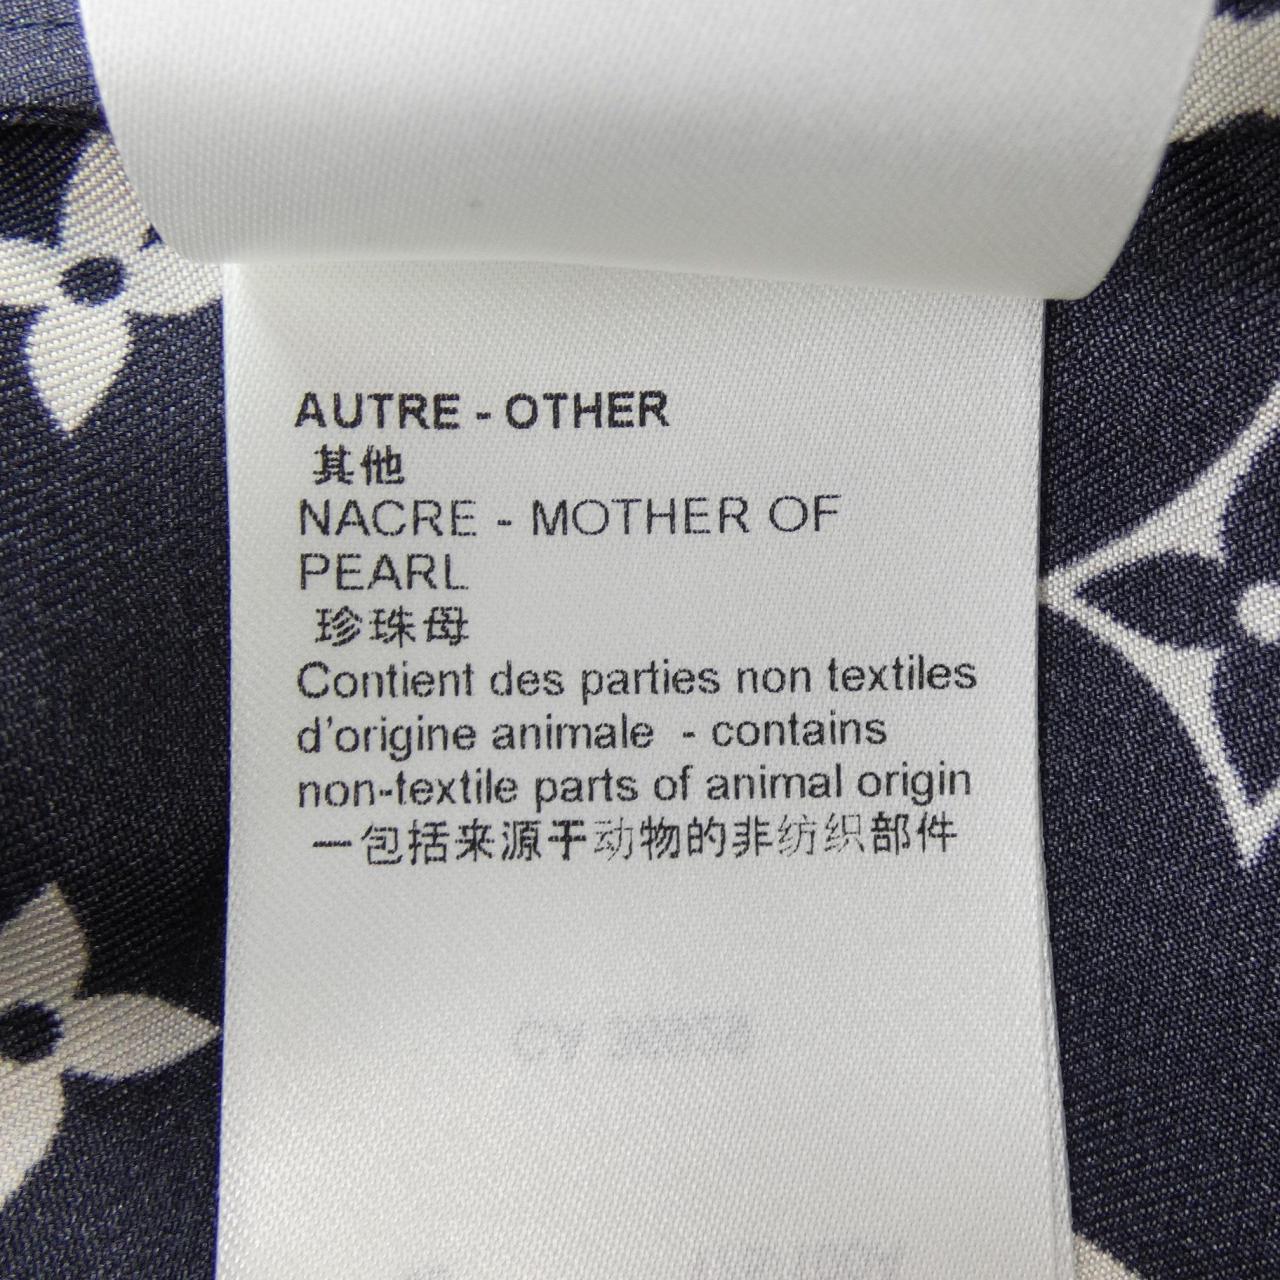 AUTRE - OTHER
其他
NACRE - MOTHER OF
PEARL
珍珠母
Contient des parties non textiles
d'origine animale - contains
non-textile parts of animal origin
一包括来源于动物的非纺织部件